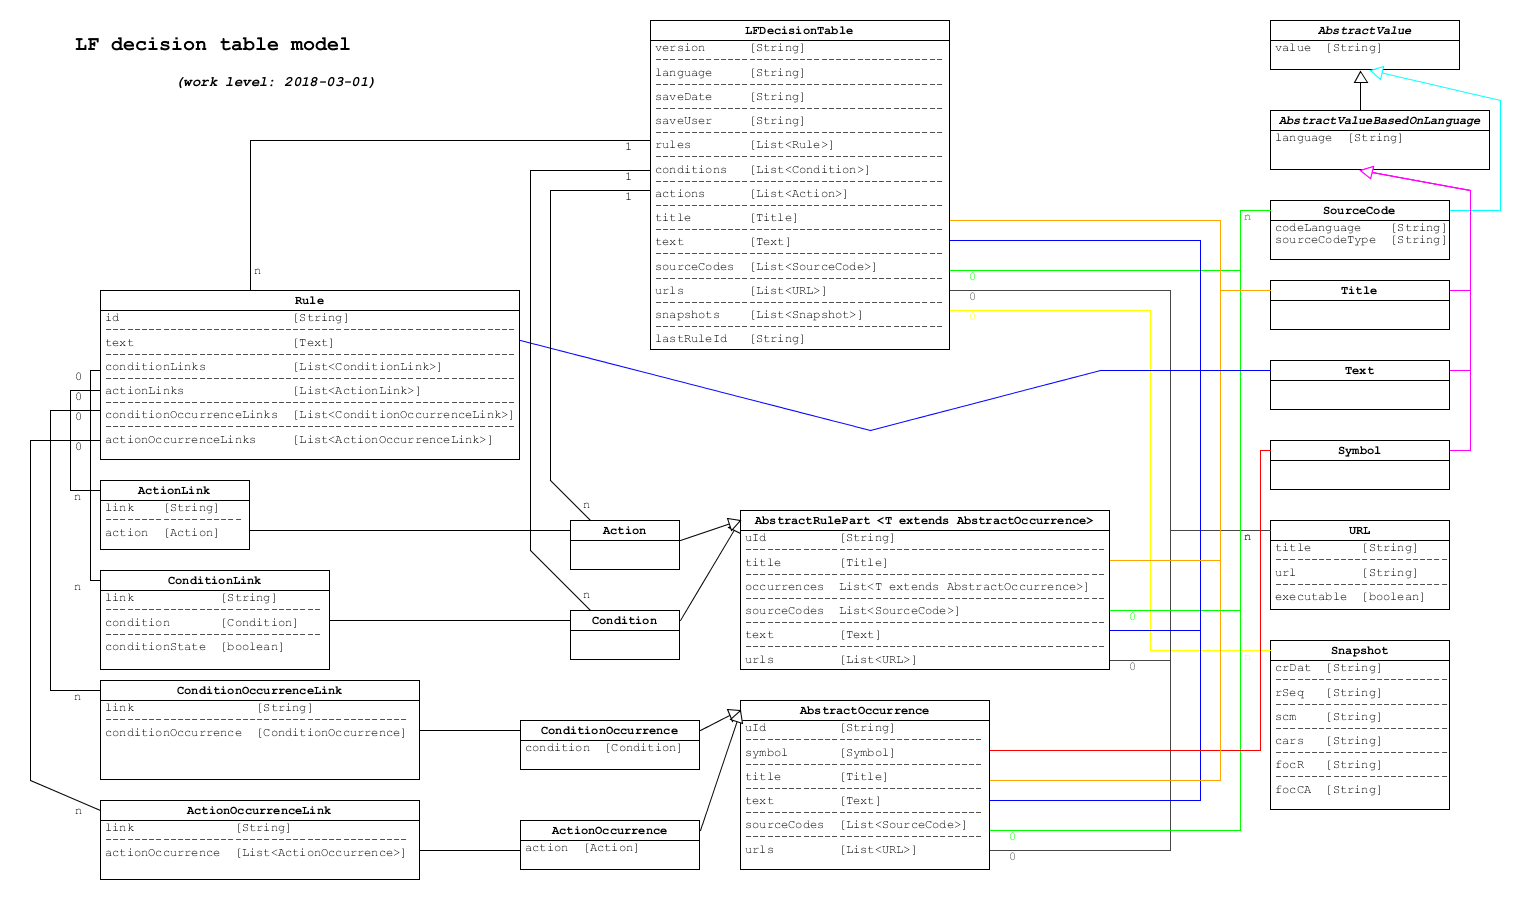 LF decision table model
(work level: 2018-03-01)
LFDecisionTable
version [String]
language [String]
saveDate [String]
saveUser [String]
rules [List<Rule>]
conditions [List<Condition>]
actions [List<Action>]
title [Title]
text [Text]
sourceCodes [List<SourceCode>]
urls [List<URL>]
snapshots [List<Snapshot>]
lastRuleId [String]
1
1
1
n
0
0
0
AbstractValue
value [String]
AbstractValueBasedOnLanguage
language [String]
SourceCode
codeLanguage [String]
sourceCodeType [String]
n
Title
Text
Symbol
URL
title [String]
url [String]
executable [boolean]
n
Snapshot
crDat [String]
rSeq [String]
scm [String]
cars [String]
focR [String]
focCA [String]
Rule
id [String]
text [Text]
conditionLinks [List<ConditionLink>]
actionLinks [List<ActionLink>]
conditionOccurrenceLinks [List<ConditionOccurrenceLink>]
actionOccurrenceLinks [List<ActionOccurrenceLink>]
0
0
0
0
ActionLink
link [String]
action [Action]
n
ConditionLink
link [String]
condition [Condition]
conditionState [boolean]
n
ConditionOccurrenceLink
link [String]
conditionOccurrence [ConditionOccurrence]
n
ActionOccurrenceLink
link [String]
actionOccurrence [List<ActionOccurrence>]
n
n
Action
n
Condition
ConditionOccurrence
condition [Condition]
ActionOccurrence
action [Action]
AbstractRulePart <T extends AbstractOccurrence>
uId [String]
title [Title]
occurrences List<T extends AbstractOccurrence>]
sourceCodes List<SourceCode>]
text [Text]
urls [List<URL>]
0
0
AbstractOccurrence
uId [String]
symbol [Symbol]
title [Title]
text [Text]
sourceCodes [List<SourceCode>]
urls [List<URL>]
0
0